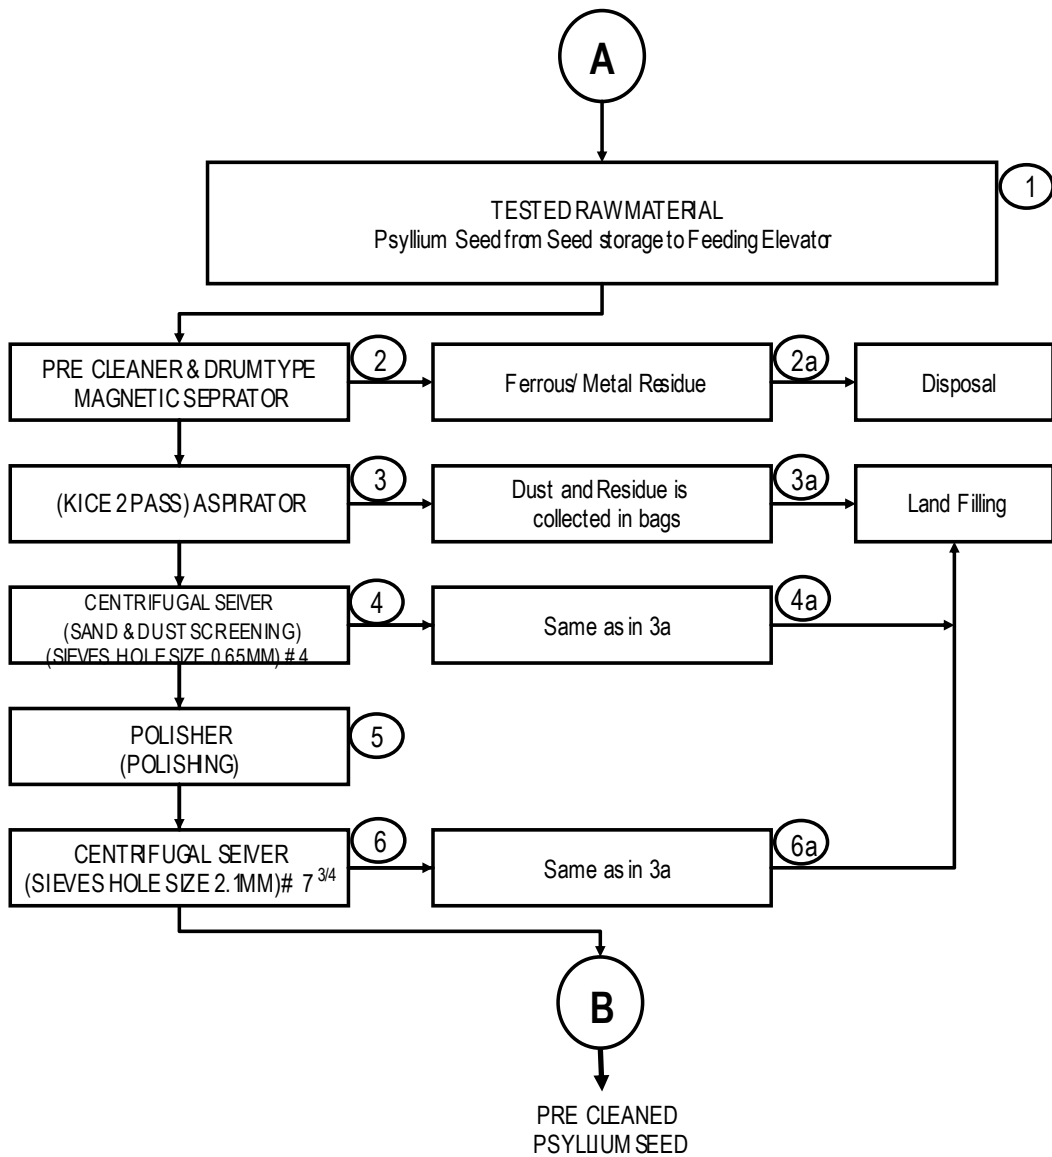 A
1
TESTED RAW MATERIAL
Psyllium Seed from Seed storage to Feeding Elevator
PRE CLEANER & DRUM TYPE
MAGNETIC SEPRATOR
2
Ferrous/ Metal Residue
2a
Disposal
(KICE 2 PASS) ASPIRATOR
3
Dust and Residue is
collected in bags
3a
Land Filling
CENTRIFUGAL SEIVER
(SAND & DUST SCREENING)
(SIEVES HOLE SIZE 0.65MM) # 4
4
Same as in 3a
4a
POLISHER
(POLISHING)
5
CENTRIFUGAL SEIVER
(SIEVES HOLE SIZE 2.1MM)# 7 3/4
6
Same as in 3a
6a
B
PRE CLEANED
PSYLLIUM SEED